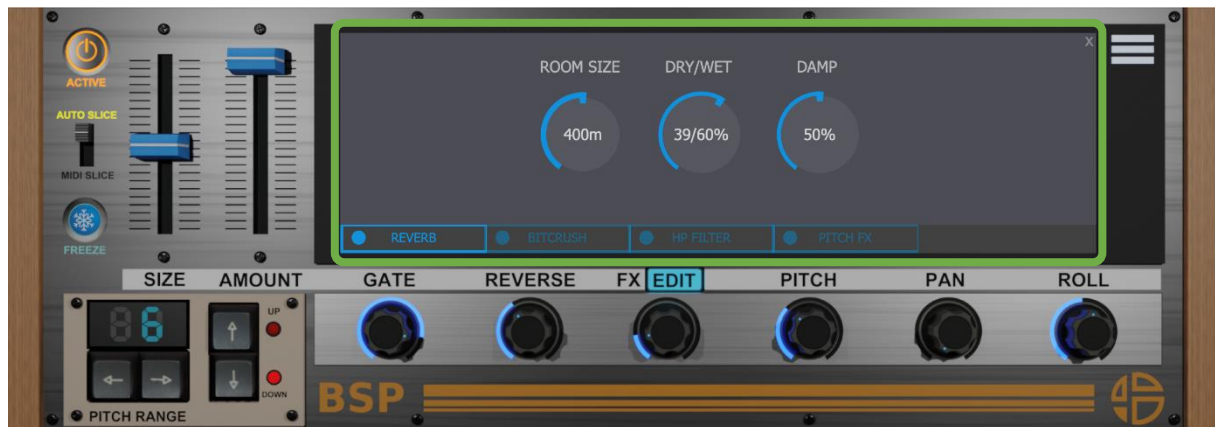 ACTIVE
AUTO SLICE
MIDI SLICE
FREEZE
X
ROOM SIZE DRY/WET DAMP
400m 39/60% 50%
REVERB BITCRUSH HP FILTER PITCH FX
SIZE AMOUNT GATE REVERSE FX EDIT PITCH PAN ROLL
6
UP
DOWN
PITCH RANGE
BSP